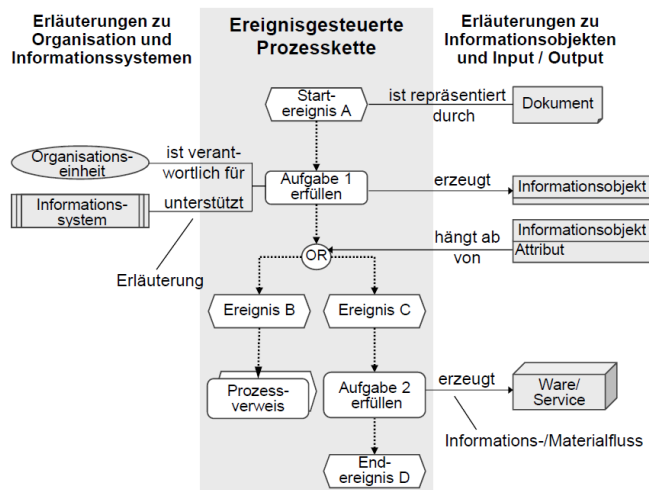 Erläuterungen zu
Organisation und
Informationssystemen
Ereignisgesteuerte
Prozesskette
Erläuterungen zu
Informationsobjekten
und Input / Output
Start-
ereignis A
ist repräsentiert
durch
Dokument
Organisations-
einheit
ist verant-
wortlich für
Aufgabe 1
erfüllen
erzeugt
Informationsobjekt
Informations-
system
unterstützt
Erläuterung
OR
hängt ab
von
Informationsobjekt
Attribut
Ereignis B
Ereignis C
Prozess-
verweis
Aufgabe 2
erfüllen
erzeugt
Ware/
Service
Informations-/Materialfluss
End-
ereignis D